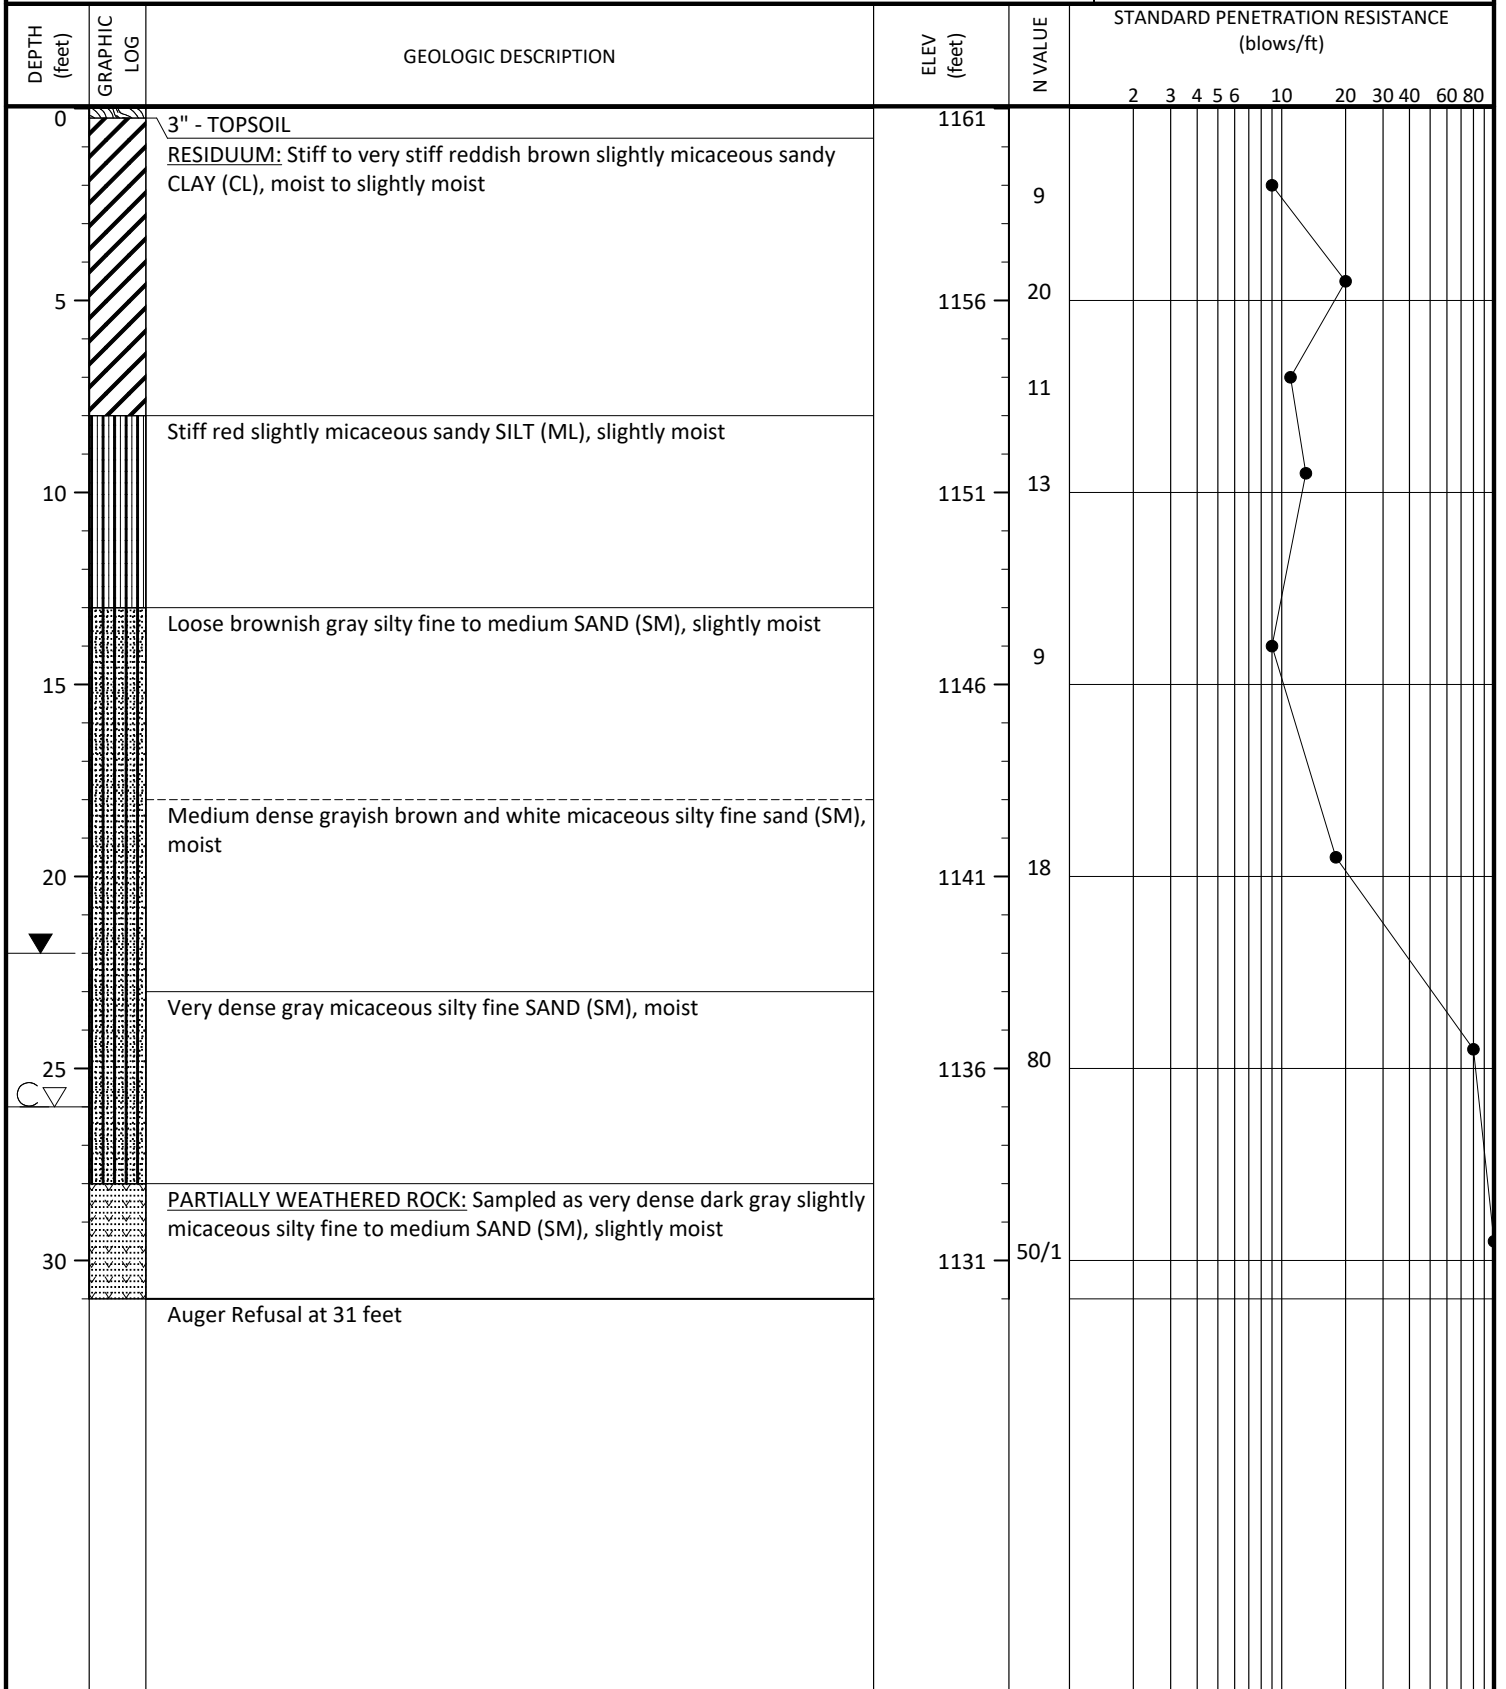 DEPTH
(feet)
GRAPHIC
LOG
GEOLOGIC DESCRIPTION
ELEV
(feet)
N VALUE
STANDARD PENETRATION RESISTANCE
(blows/ft)
2 3 4 5 6 10 20 30 40 60 80
0 3" - TOPSOIL 1161
RESIDUUM: Stiff to very stiff reddish brown slightly micaceous sandy
CLAY (CL), moist to slightly moist
9
5 1156 20
11
Stiff red slightly micaceous sandy SILT (ML), slightly moist
10 1151 13
Loose brownish gray silty fine to medium SAND (SM), slightly moist
9
15 1146
Medium dense grayish brown and white micaceous silty fine sand (SM),
moist
18
20 1141
Very dense gray micaceous silty fine SAND (SM), moist
80
25 1136
C
PARTIALLY WEATHERED ROCK: Sampled as very dense dark gray slightly
micaceous silty fine to medium SAND (SM), slightly moist
30 1131 50/1
Auger Refusal at 31 feet